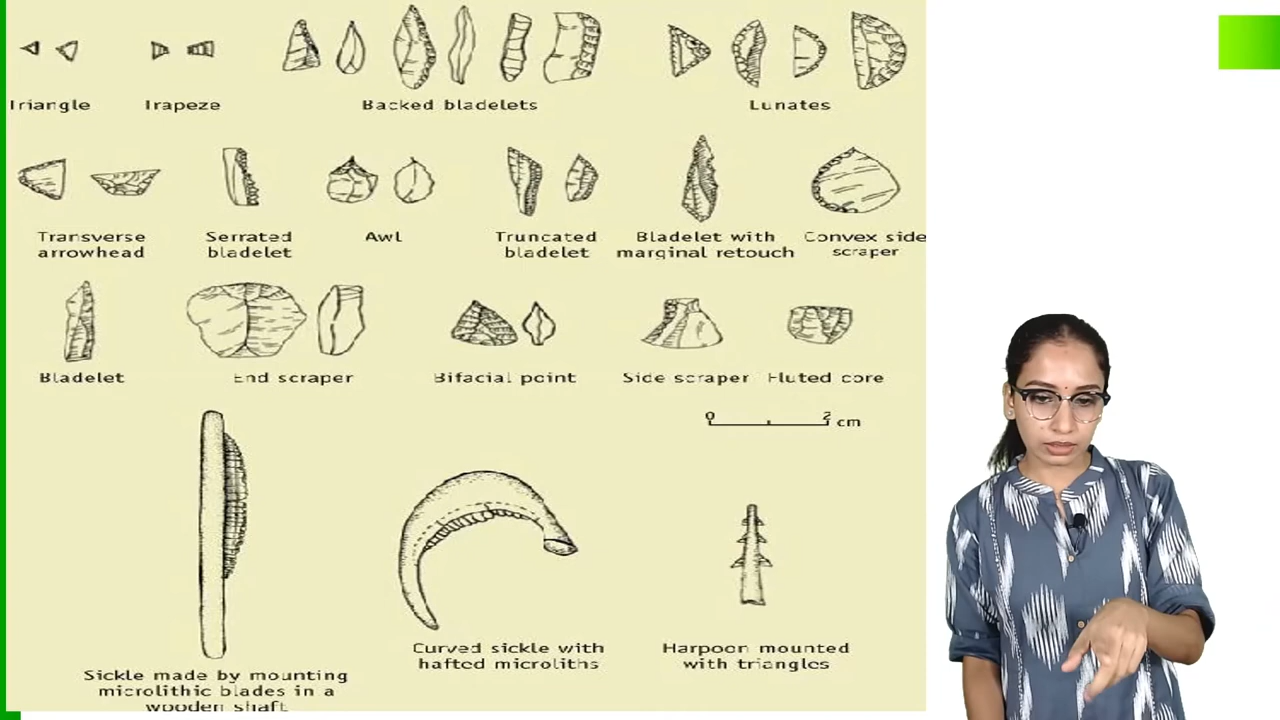 Triangle
Trapeze
Backed bladelets
Lunates
Transverse
arrowhead
Serrated
bladelet
Awl
Truncated
bladelet
Bladelet with
marginal retouch
Convex side
scraper
Bladelet
End scraper
Bifacial point
Side scraper
Fluted core
0 2 cm
Sickle made by mounting
microlithic blades in a
wooden shaft
Curved sickle with
hafted microliths
Harpoon mounted
with triangles